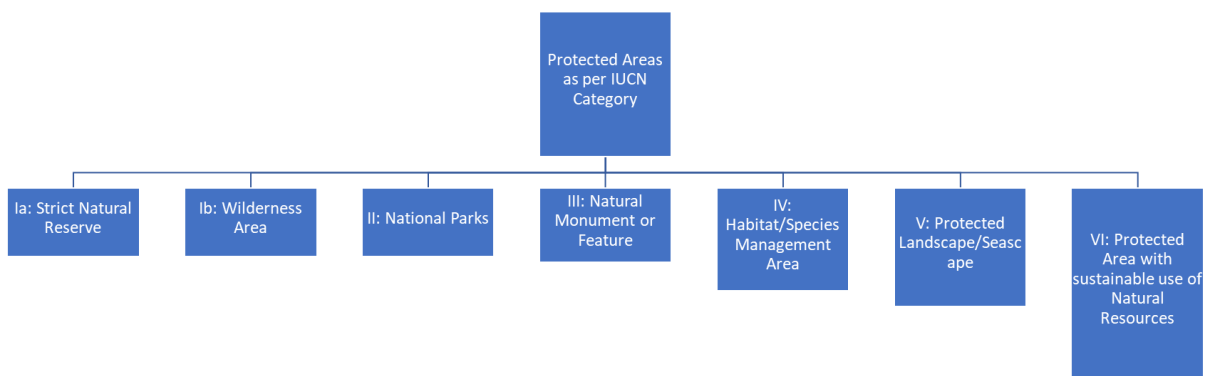 Protected Areas
as per IUCN
Category
Ia: Strict Natural
Reserve
Ib: Wilderness
Area
II: National Parks
III: Natural
Monument or
Feature
IV:
Habitat/Species
Management
Area
V: Protected
Landscape/Seasc
ape
VI: Protected
Area with
sustainable use of
Natural
Resources